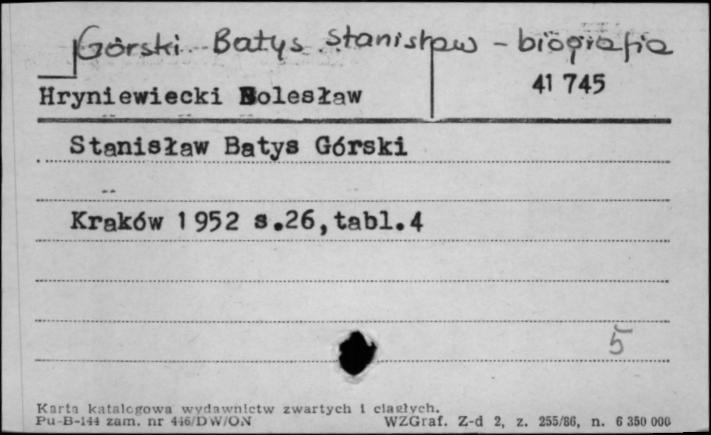 Górski Batys Stanisław - biografia
Hryniewiecki Bolesław
41 745
Stanisław Batys Górski
--
Kraków 1952 s.26,tabl.4
5
Karta katalogowa wydawnictw zwartych i ciągłych.
Pu-B-144 zam. nr 446/DW/ON WZGraf. Z-d 2, z. 255/86, n. 6 350 000